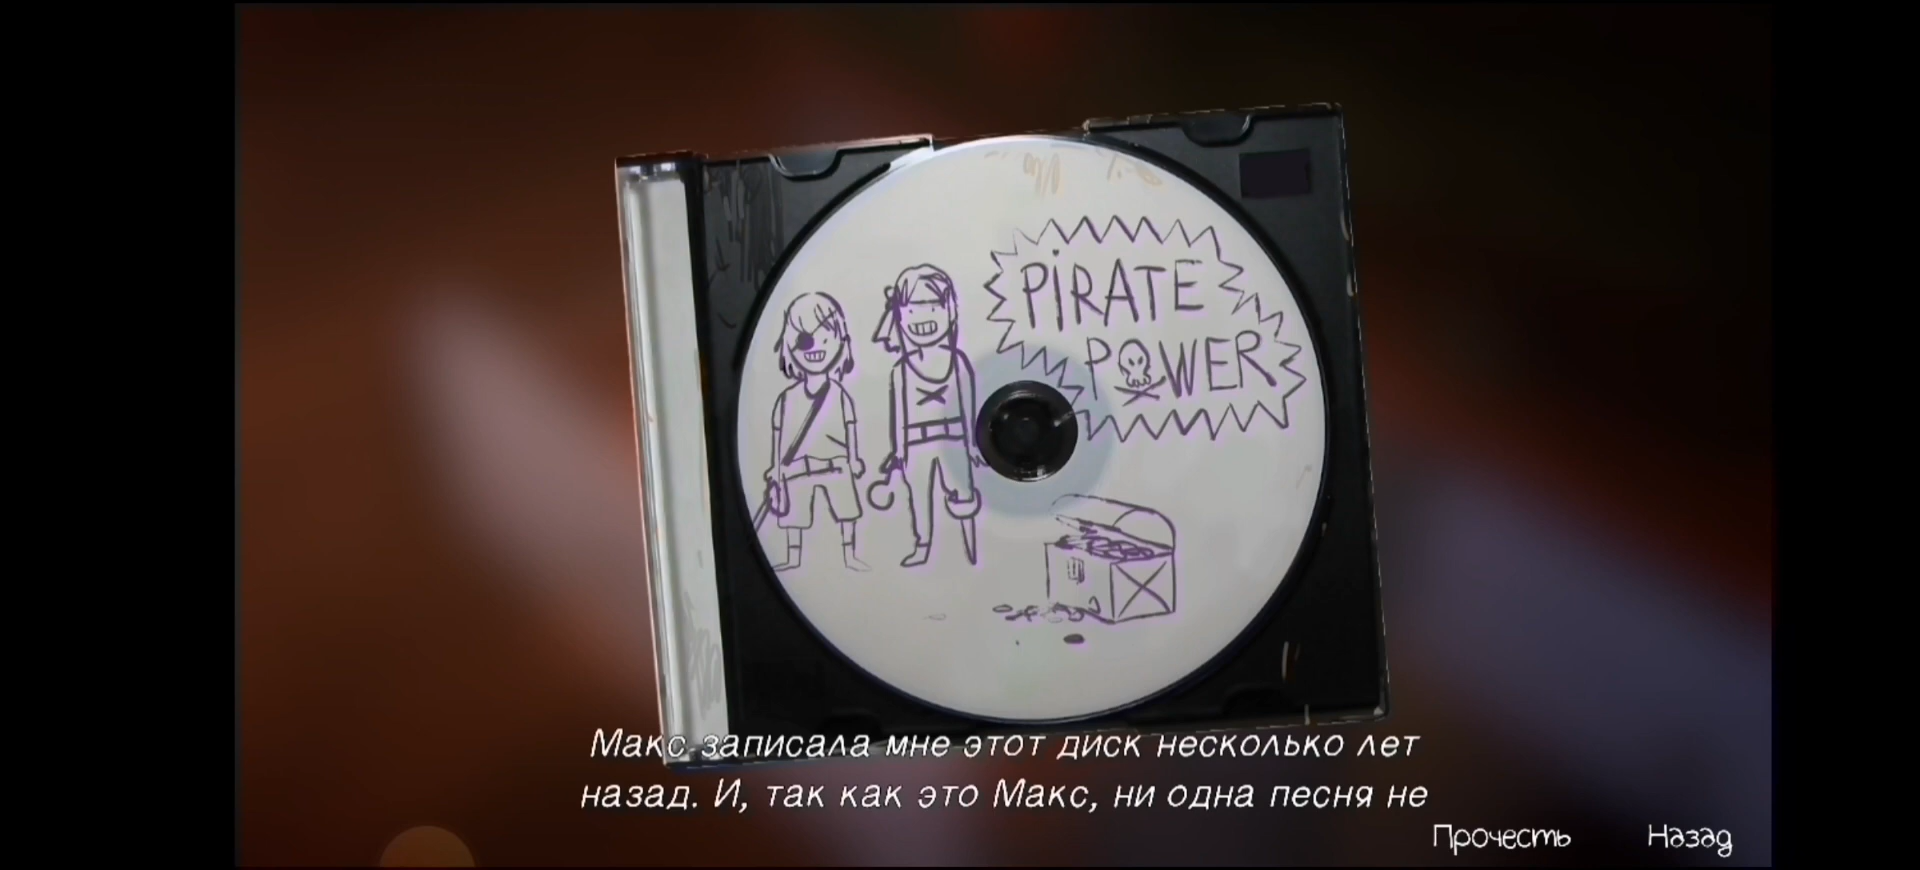 PiRATE
POWER
Макс записала мне этот диск несколько лет
назад. И, так как это Макс, ни одна песня не
Прочесть Назад